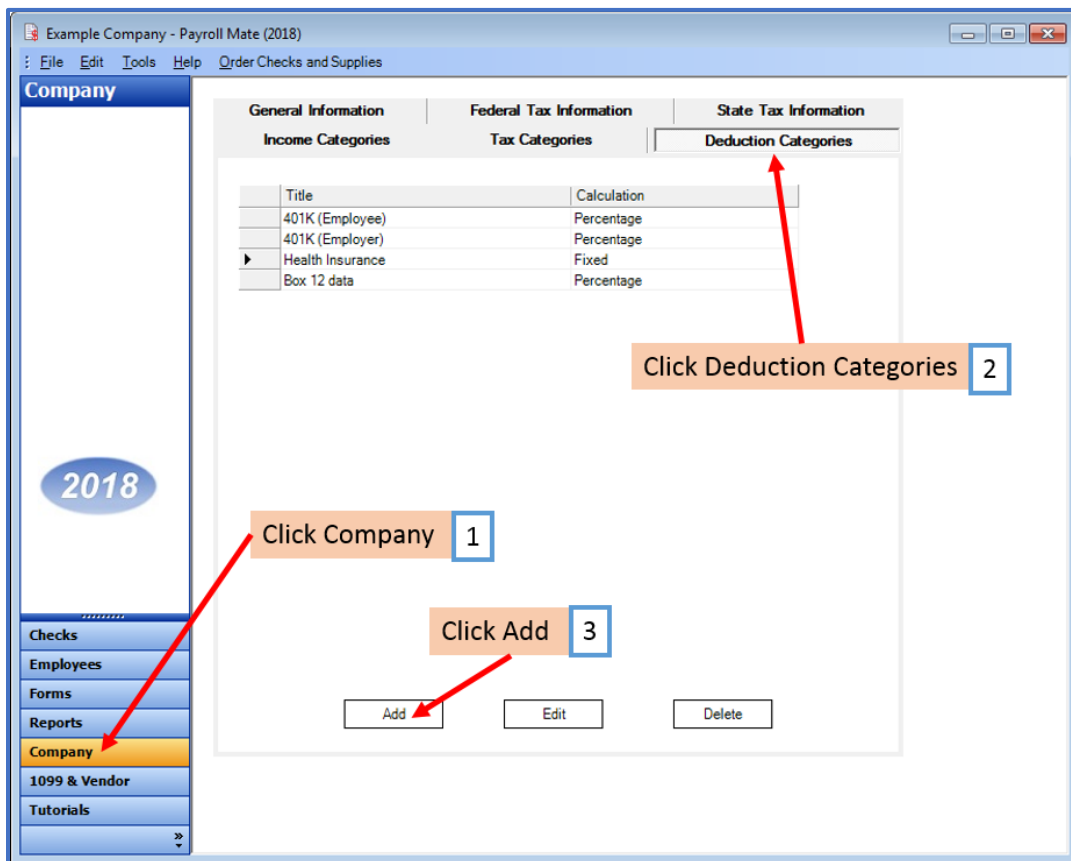 Example Company - Payroll Mate (2018)
File Edit Tools Help Order Checks and Supplies
Company
General Information Federal Tax Information State Tax Information
Income Categories Tax Categories Deduction Categories
Title Calculation
401K (Employee) Percentage
401K (Employer) Percentage
Health Insurance Fixed
Box 12 data Percentage
Click Deduction Categories 2
2018
Click Company 1
Click Add 3
Checks
Employees
Forms
Reports
Company
1099 & Vendor
Tutorials
Add Edit Delete